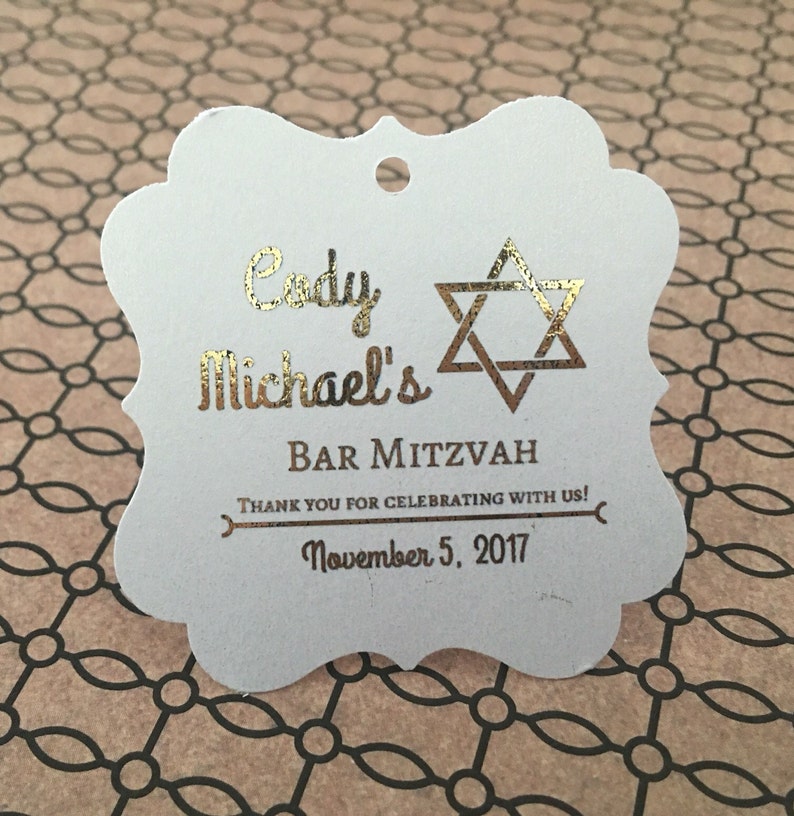 Cody
Michael's
BAR MITZVAH
THANK YOU FOR CELEBRATING WITH US!
November 5, 2017